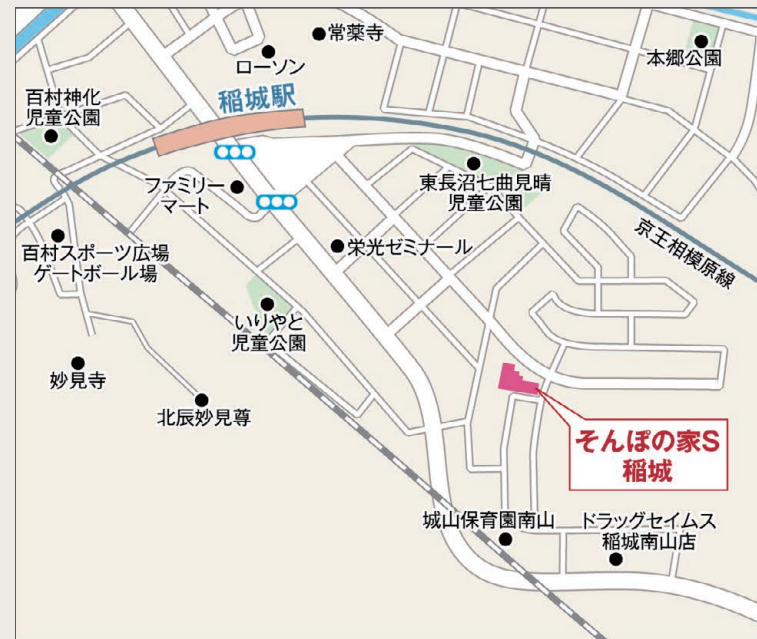 常薬寺
ローソン
本郷公園
稲城駅
百村神化
児童公園
ファミリー
マート
東長沼七曲見晴
児童公園
京王相模原線
百村スポーツ広場
ゲートボール場
栄光ゼミナール
いりやと
児童公園
妙見寺
北辰妙見尊
そんぽの家S
稲城
城山保育園南山
ドラッグセイムス
稲城南山店